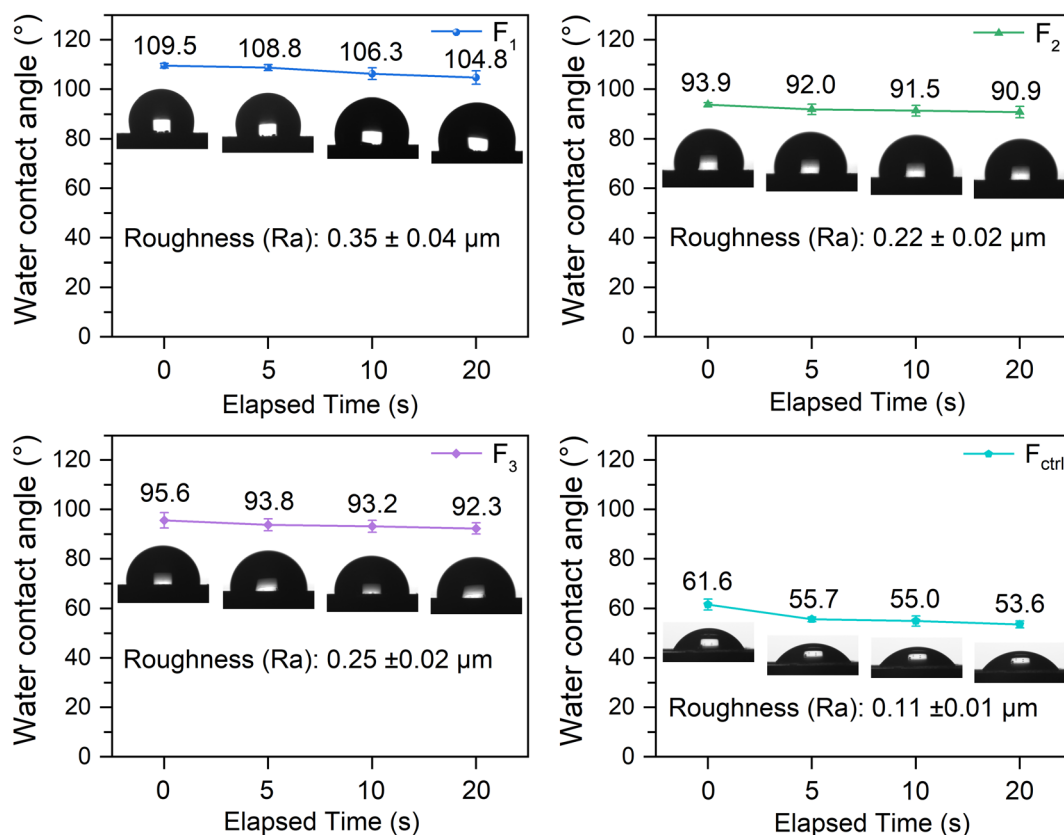 Water contact angle (°)
120
100
80
60
40
20
0
F1
109.5 108.8 106.3 104.8
Roughness (Ra): 0.35 ± 0.04 μm
0 5 10 20
Elapsed Time (s)
Water contact angle (°)
120
100
80
60
40
20
0
F2
93.9 92.0 91.5 90.9
Roughness (Ra): 0.22 ± 0.02 μm
0 5 10 20
Elapsed Time (s)
Water contact angle (°)
120
100
80
60
40
20
0
F3
95.6 93.8 93.2 92.3
Roughness (Ra): 0.25 ±0.02 μm
0 5 10 20
Elapsed Time (s)
Water contact angle (°)
120
100
80
60
40
20
0
Fctrl
61.6 55.7 55.0 53.6
Roughness (Ra): 0.11 ±0.01 μm
0 5 10 20
Elapsed Time (s)